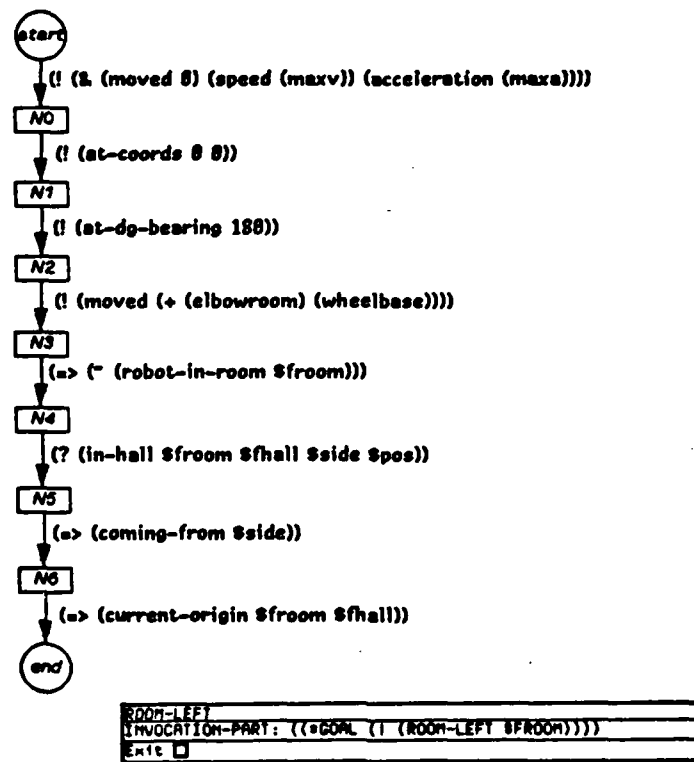 start
(! (& (moved 0) (speed (maxv)) (acceleration (maxa))))
N0
(! (at-coords 0 0))
N1
(! (at-dg-bearing 180))
N2
(! (moved (+ (elbowroom) (wheelbase))))
N3
(=> (~ (robot-in-room $froom)))
N4
(? (in-hall $froom $fhall $side $pos))
N5
(=> (coming-from $side))
N6
(=> (current-origin $froom $fhall))
end
ROOM-LEFT
INVOCATION-PART: ((*GOAL (! (ROOM-LEFT $FROOM))))
Exit